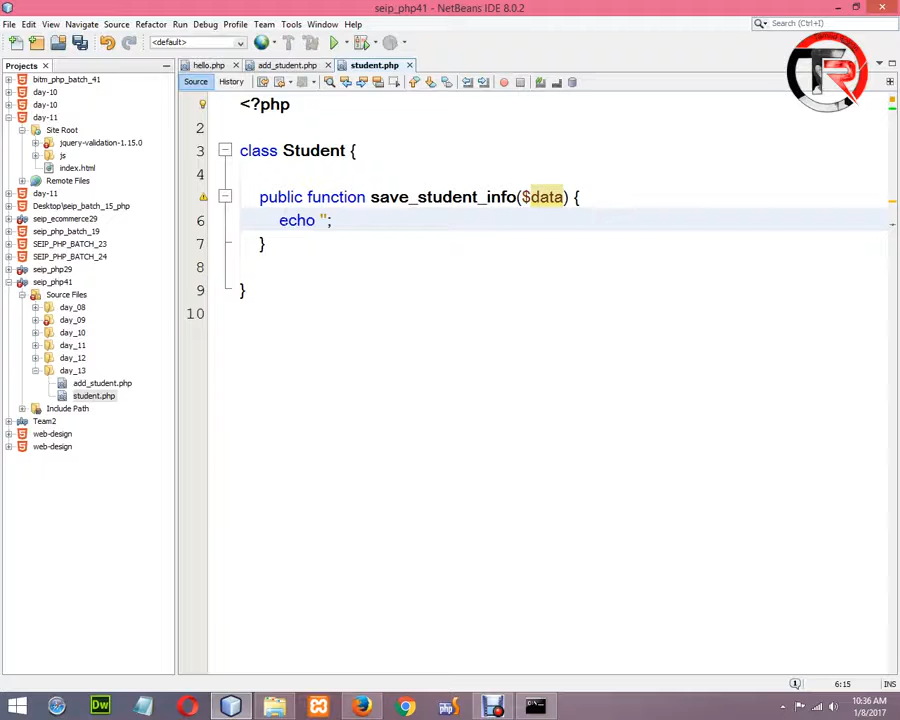 seip_php41 - NetBeans IDE 8.0.2
File Edit View Navigate Source Refactor Run Debug Profile Team Tools Window Help
Search (Ctrl+I)
<default>
Projects
hello.php
add_student.php
student.php
Source History
bitm_php_batch_41
day-10
day-10
day-11
Site Root
jquery-validation-1.15.0
js
index.html
Remote Files
day-11
Desktop\seip_batch_15_php
seip_ecommerce29
seip_php_batch_19
SEIP_PHP_BATCH_23
SEIP_PHP_BATCH_24
seip_php29
seip_php41
Source Files
day_08
day_09
day_10
day_11
day_12
day_13
add_student.php
student.php
Include Path
Team2
web-design
web-design
<?php
2
3 class Student {
4
public function save_student_info($data) {
6 echo '';
7 }
8
9 }
10
TR
6:15 INS
Dw
php
10:36 AM
1/8/2017